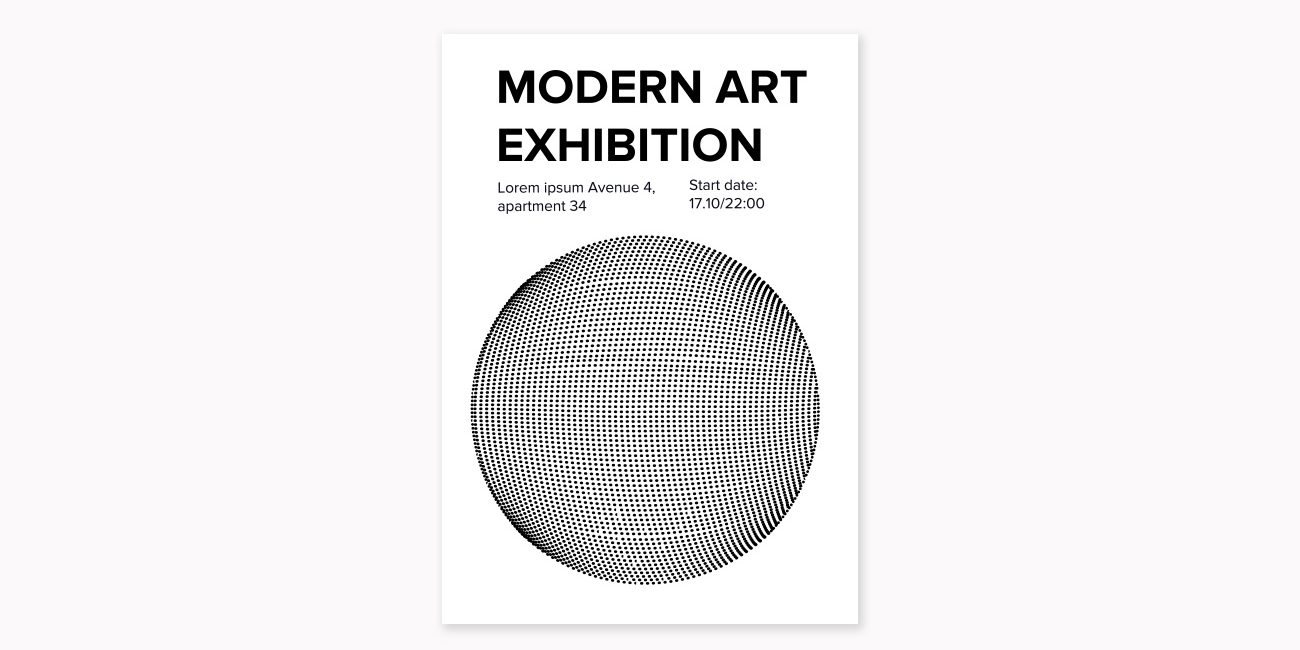 MODERN ART
EXHIBITION
Lorem ipsum Avenue 4,
apartment 34
Start date:
17.10/22:00